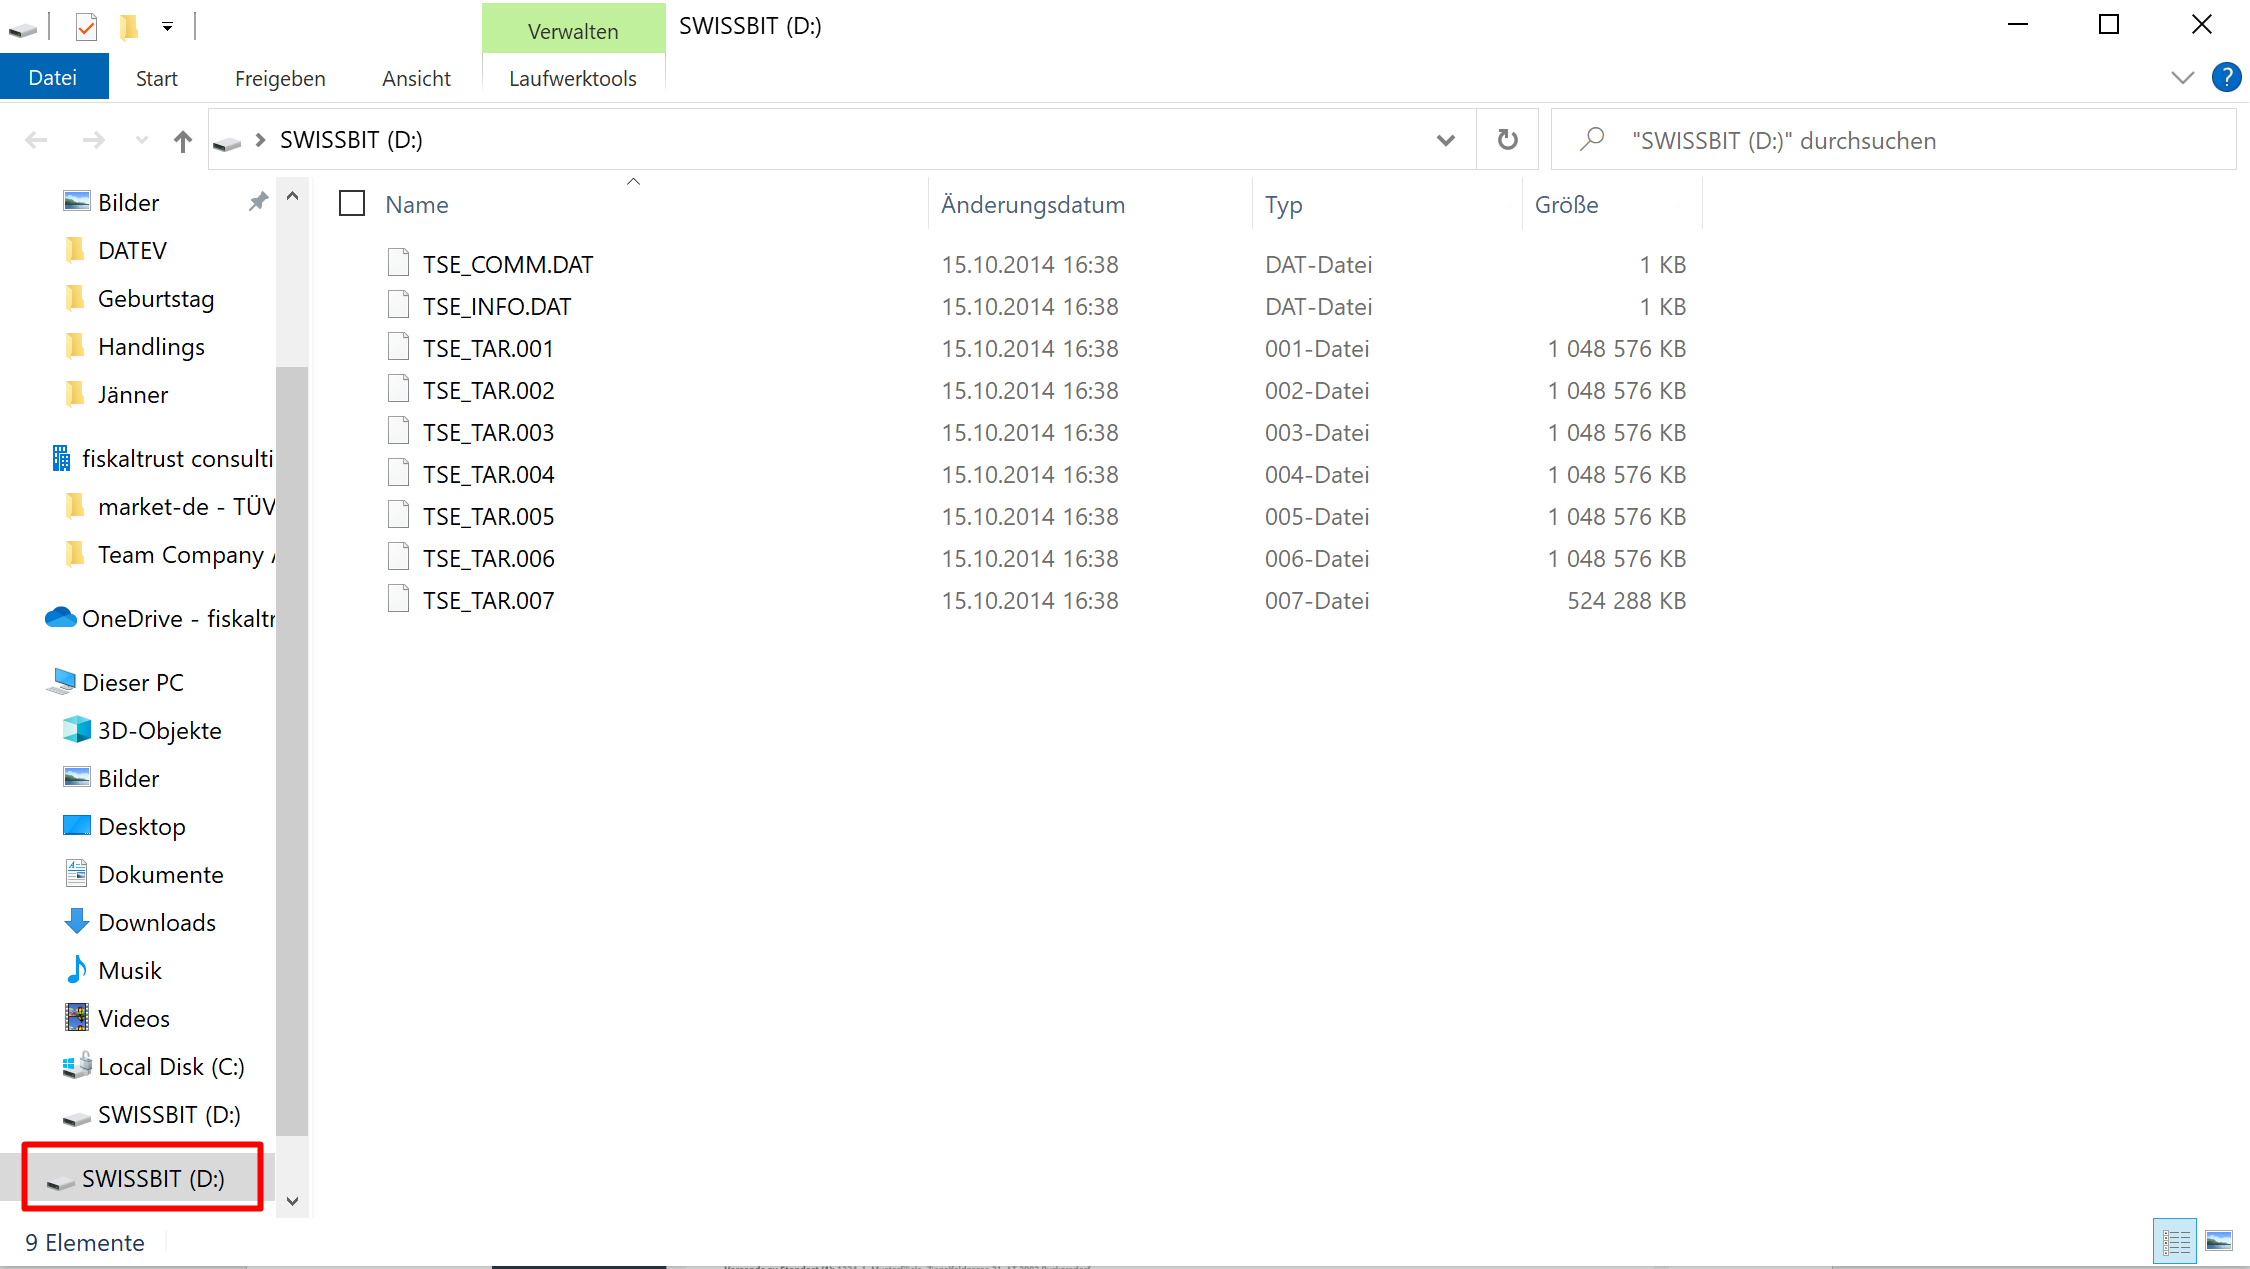 Verwalten
SWISSBIT (D:)
Datei Start Freigeben Ansicht Laufwerktools ?
SWISSBIT (D:)
"SWISSBIT (D:)" durchsuchen
Bilder
DATEV
Geburtstag
Handlings
Jänner
fiskaltrust consulti
market-de - TÜV
Team Company
OneDrive - fiskaltr
Dieser PC
3D-Objekte
Bilder
Desktop
Dokumente
Downloads
Musik
Videos
Local Disk (C:)
SWISSBIT (D:)
SWISSBIT (D:)
Name Änderungsdatum Typ Größe
TSE_COMM.DAT 15.10.2014 16:38 DAT-Datei 1 KB
TSE_INFO.DAT 15.10.2014 16:38 DAT-Datei 1 KB
TSE_TAR.001 15.10.2014 16:38 001-Datei 1 048 576 KB
TSE_TAR.002 15.10.2014 16:38 002-Datei 1 048 576 KB
TSE_TAR.003 15.10.2014 16:38 003-Datei 1 048 576 KB
TSE_TAR.004 15.10.2014 16:38 004-Datei 1 048 576 KB
TSE_TAR.005 15.10.2014 16:38 005-Datei 1 048 576 KB
TSE_TAR.006 15.10.2014 16:38 006-Datei 1 048 576 KB
TSE_TAR.007 15.10.2014 16:38 007-Datei 524 288 KB
9 Elemente